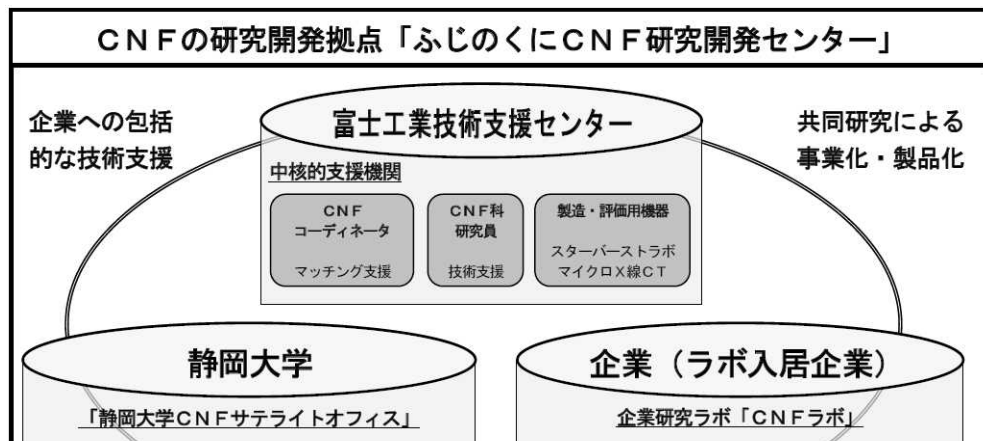 CNFの研究開発拠点「ふじのくにCNF研究開発センター」
企業への包括
的な技術支援
富士工業技術支援センター
共同研究による
事業化・製品化
中核的支援機関
CNF
コーディネータ
マッチング支援
CNF科
研究員
技術支援
製造・評価用機器
スターバーストラボ
マイクロX線CT
静岡大学
「静岡大学CNFサテライトオフィス」
企業（ラボ入居企業）
企業研究ラボ「CNFラボ」